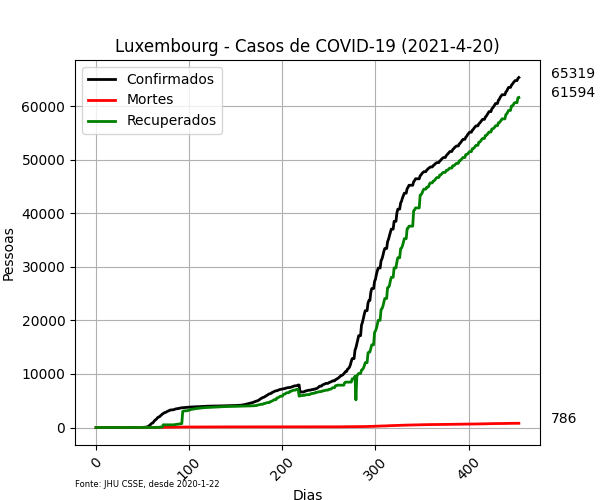 Luxembourg - Casos de COVID-19 (2021-4-20)
Confirmados
Mortes
Recuperados
65319
61594
786
Pessoas
60000
50000
40000
30000
20000
10000
0
0
100
200
300
400
Fonte: JHU CSSE, desde 2020-1-22
Dias